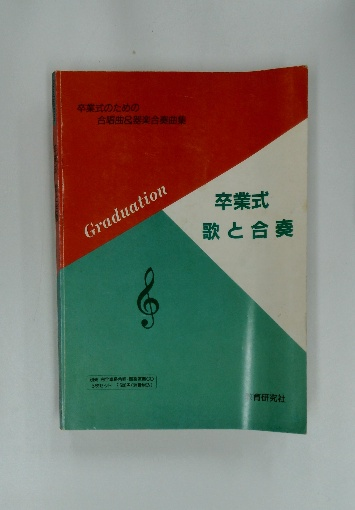 卒業式のための
合唱曲&器楽合奏曲集
Graduation
卒業式
歌と合奏
教育研究社